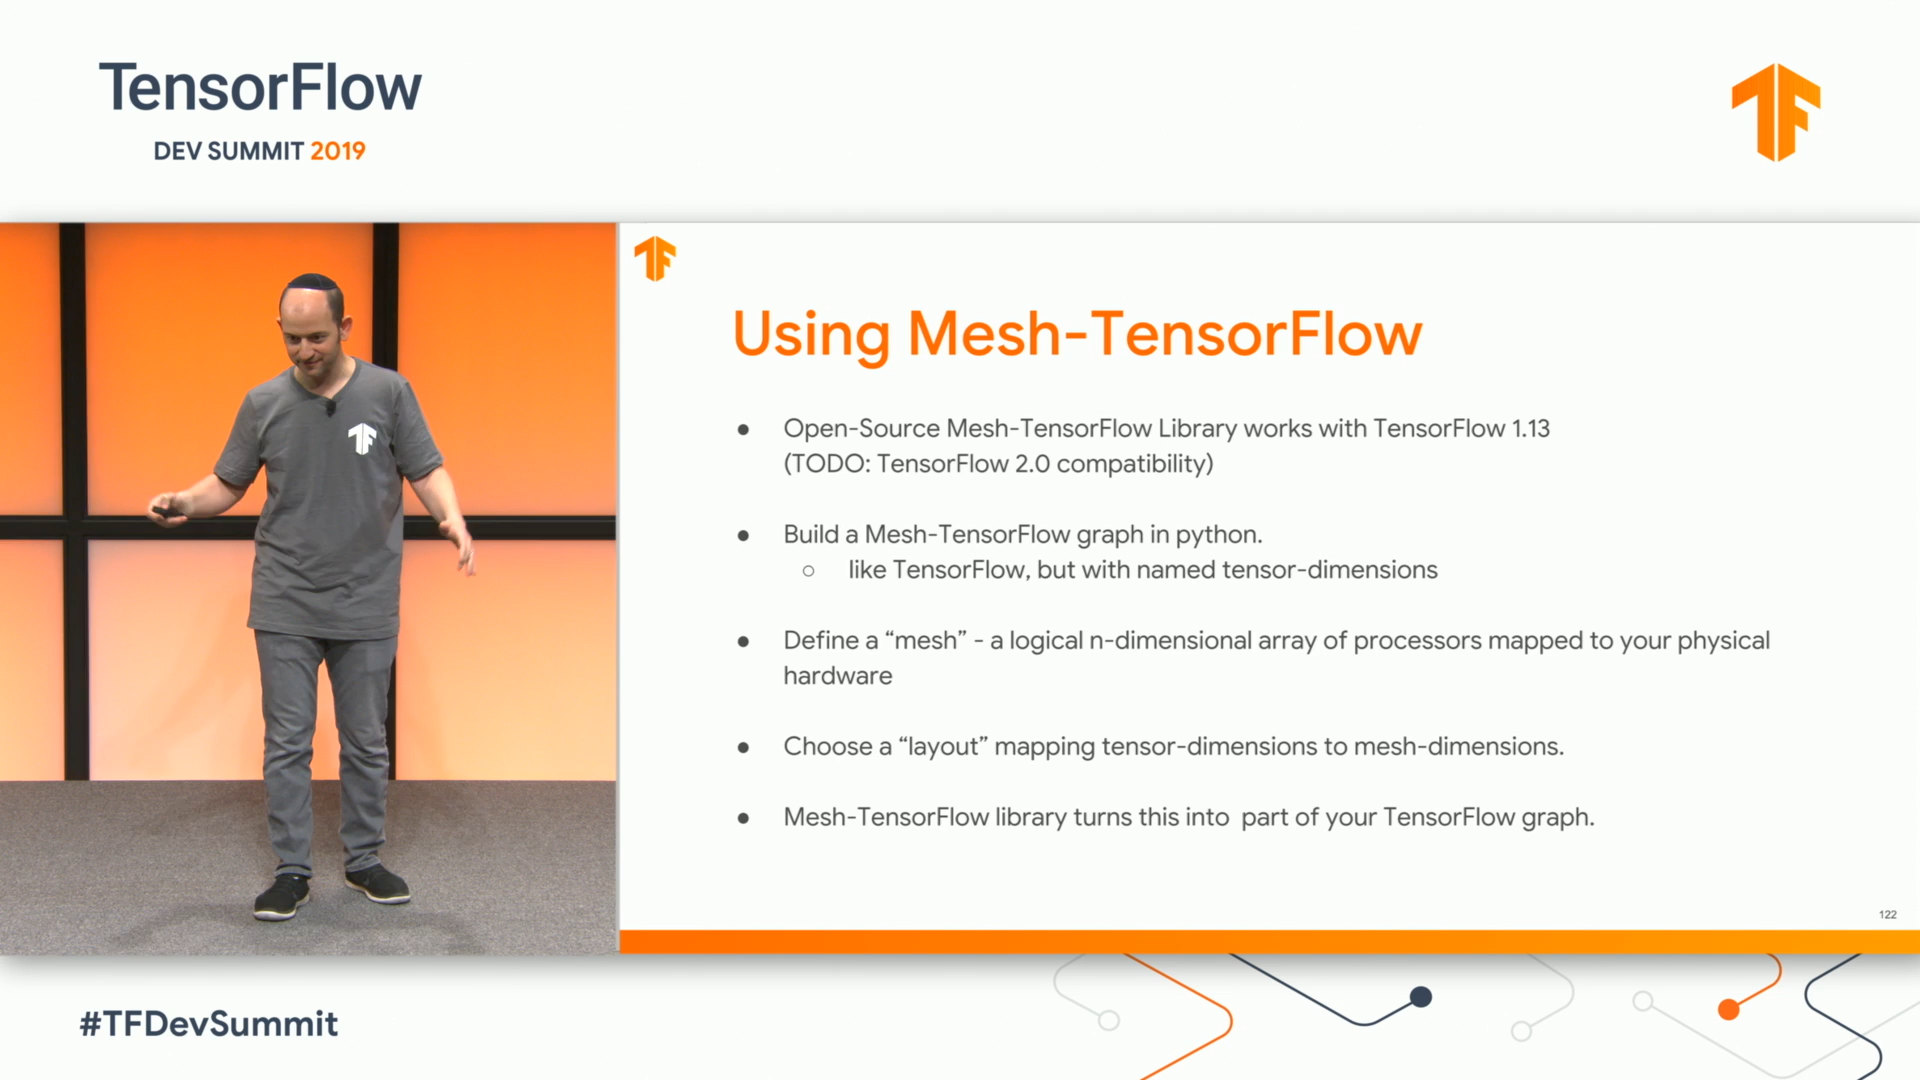 TensorFlow
DEV SUMMIT 2019
Using Mesh-TensorFlow
● Open-Source Mesh-TensorFlow Library works with TensorFlow 1.13
(TODO: TensorFlow 2.0 compatibility)
● Build a Mesh-TensorFlow graph in python.
○ like TensorFlow, but with named tensor-dimensions
● Define a “mesh” - a logical n-dimensional array of processors mapped to your physical
hardware
● Choose a “layout” mapping tensor-dimensions to mesh-dimensions.
● Mesh-TensorFlow library turns this into  part of your TensorFlow graph.
122
#TFDevSummit